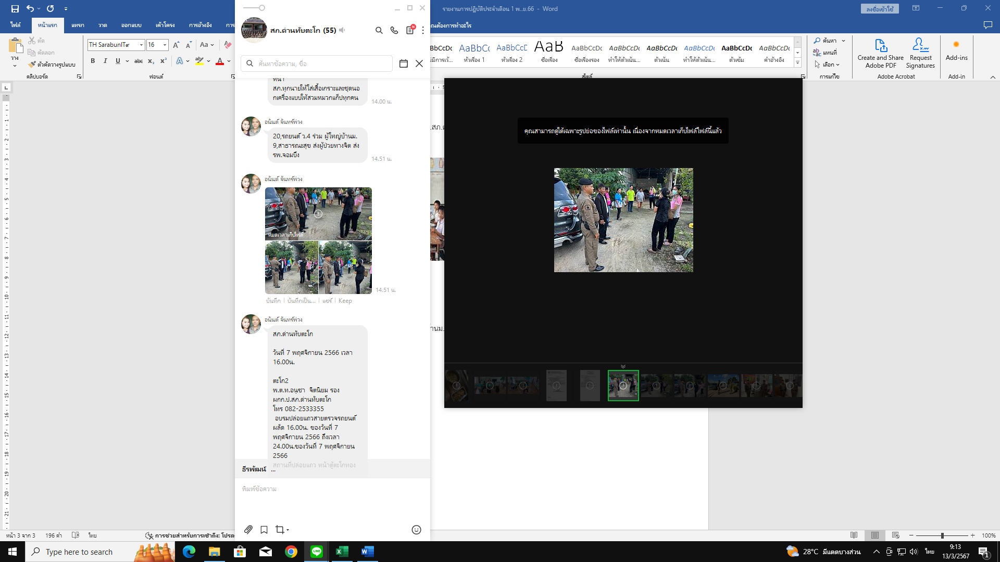 รายงานการปฏิบัติประจำเดือน 1 พ..ย.66 - Word
ลงชื่อเข้าใช้
ไฟล์ หน้าแรก แทรก วาด ออกแบบ เค้าโครง การอ้างอิง การ
ณต้องการทำอะไร
วาง
ตัด
คัดลอก
ตัวคัดวางรูปแบบ
คลิปบอร์ด
TH SarabunIT๙ 16
ฟอนต์
หัวเรื่อง 1
หัวเรื่อง 2
ชื่อเรื่อง
ชื่อเรื่องรอง
ทำให้ตัวเน้น...
ตัวเน้น
ทำให้ตัวเน้น...
ตัวเข้ม
คำอ้างอิง
สไตล์
ค้นหา
แทนที่
เลือก
การแก้ไข
Create and Share
Adobe PDF
Request
Signatures
Adobe Acrobat
Add-ins
Add-in
สภ.ด่านทับตะโก (55)
ค้นหาข้อความ, ชื่อ
หน้า
สภ.ทุกนายให้ใส่เสื้อเกราะและชุดนอ
กเครื่องแบบให้สวมหมวกแก๊ปทุกคน
14.00 น.
อนันต์ จันทร์พ่วง
20,รถยนต์ ว.4 ร่วม ผู้ใหญ่บ้านม.
9,สาธารณะสุข ส่งผู้ป่วยทางจิต ส่ง
รพ.จอมบึง
14.51 น.
อนันต์ จันทร์พ่วง
หมดเวลาเก็บไฟล์
14.51 น.
บันทึก | บันทึกเป็น... | แชร์ | Keep
อนันต์ จันทร์พ่วง
สภ.ด่านทับตะโก
วันที่ 7 พฤศจิกายน 2566 เวลา
16.00น.
ตะโก2
พ.ต.ท.อนุชา จิตนิยม รอง
ผกก.ป.สภ.ด่านทับตะโก
โทร 082-2533355
อบรมปล่อยแถวสายตรวจรถยนต์
ผลัด 16.00น. ของวันที่ 7
พฤศจิกายน 2566 ถึงเวลา
24.00น.ของวันที่ 7 พฤศจิกายน
2566
สถานที่ปล่อยแถว หน้าตู้ตะโกทอง
ธีรพัฒน์ ...
พิมพ์ข้อความ
คุณสามารถดูได้เฉพาะรูปย่อของไฟล์เท่านั้น เนื่องจากหมดเวลาเก็บไฟล์ไฟล์นี้แล้ว
หน้า 3 จาก 3 196 คำ ไทย การช่วยสำหรับการเข้าถึง: โปรด
100%
Type here to search
28°C มีแดดบางส่วน
ไทย
9:13
13/3/2567
1